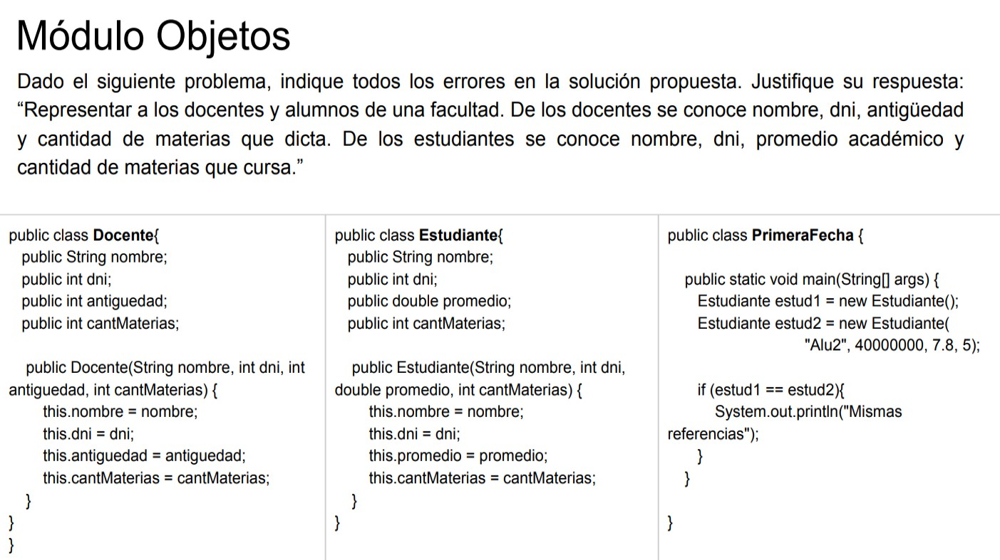 Módulo Objetos
Dado el siguiente problema, indique todos los errores en la solución propuesta. Justifique su respuesta:
“Representar a los docentes y alumnos de una facultad. De los docentes se conoce nombre, dni, antigüedad
y cantidad de materias que dicta. De los estudiantes se conoce nombre, dni, promedio académico y
cantidad de materias que cursa.”
public class Docente{
public String nombre;
public int dni;
public int antiguedad;
public int cantMaterias;
public Docente(String nombre, int dni, int
antiguedad, int cantMaterias) {
this.nombre = nombre;
this.dni = dni;
this.antiguedad = antiguedad;
this.cantMaterias = cantMaterias;
}
}
}
public class Estudiante{
public String nombre;
public int dni;
public double promedio;
public int cantMaterias;
public Estudiante(String nombre, int dni,
double promedio, int cantMaterias) {
this.nombre = nombre;
this.dni = dni;
this.promedio = promedio;
this.cantMaterias = cantMaterias;
}
}
public class PrimeraFecha {
public static void main(String[] args) {
Estudiante estud1 = new Estudiante();
Estudiante estud2 = new Estudiante(
"Alu2", 40000000, 7.8, 5);
if (estud1 == estud2){
System.out.println("Mismas
referencias");
}
}
}